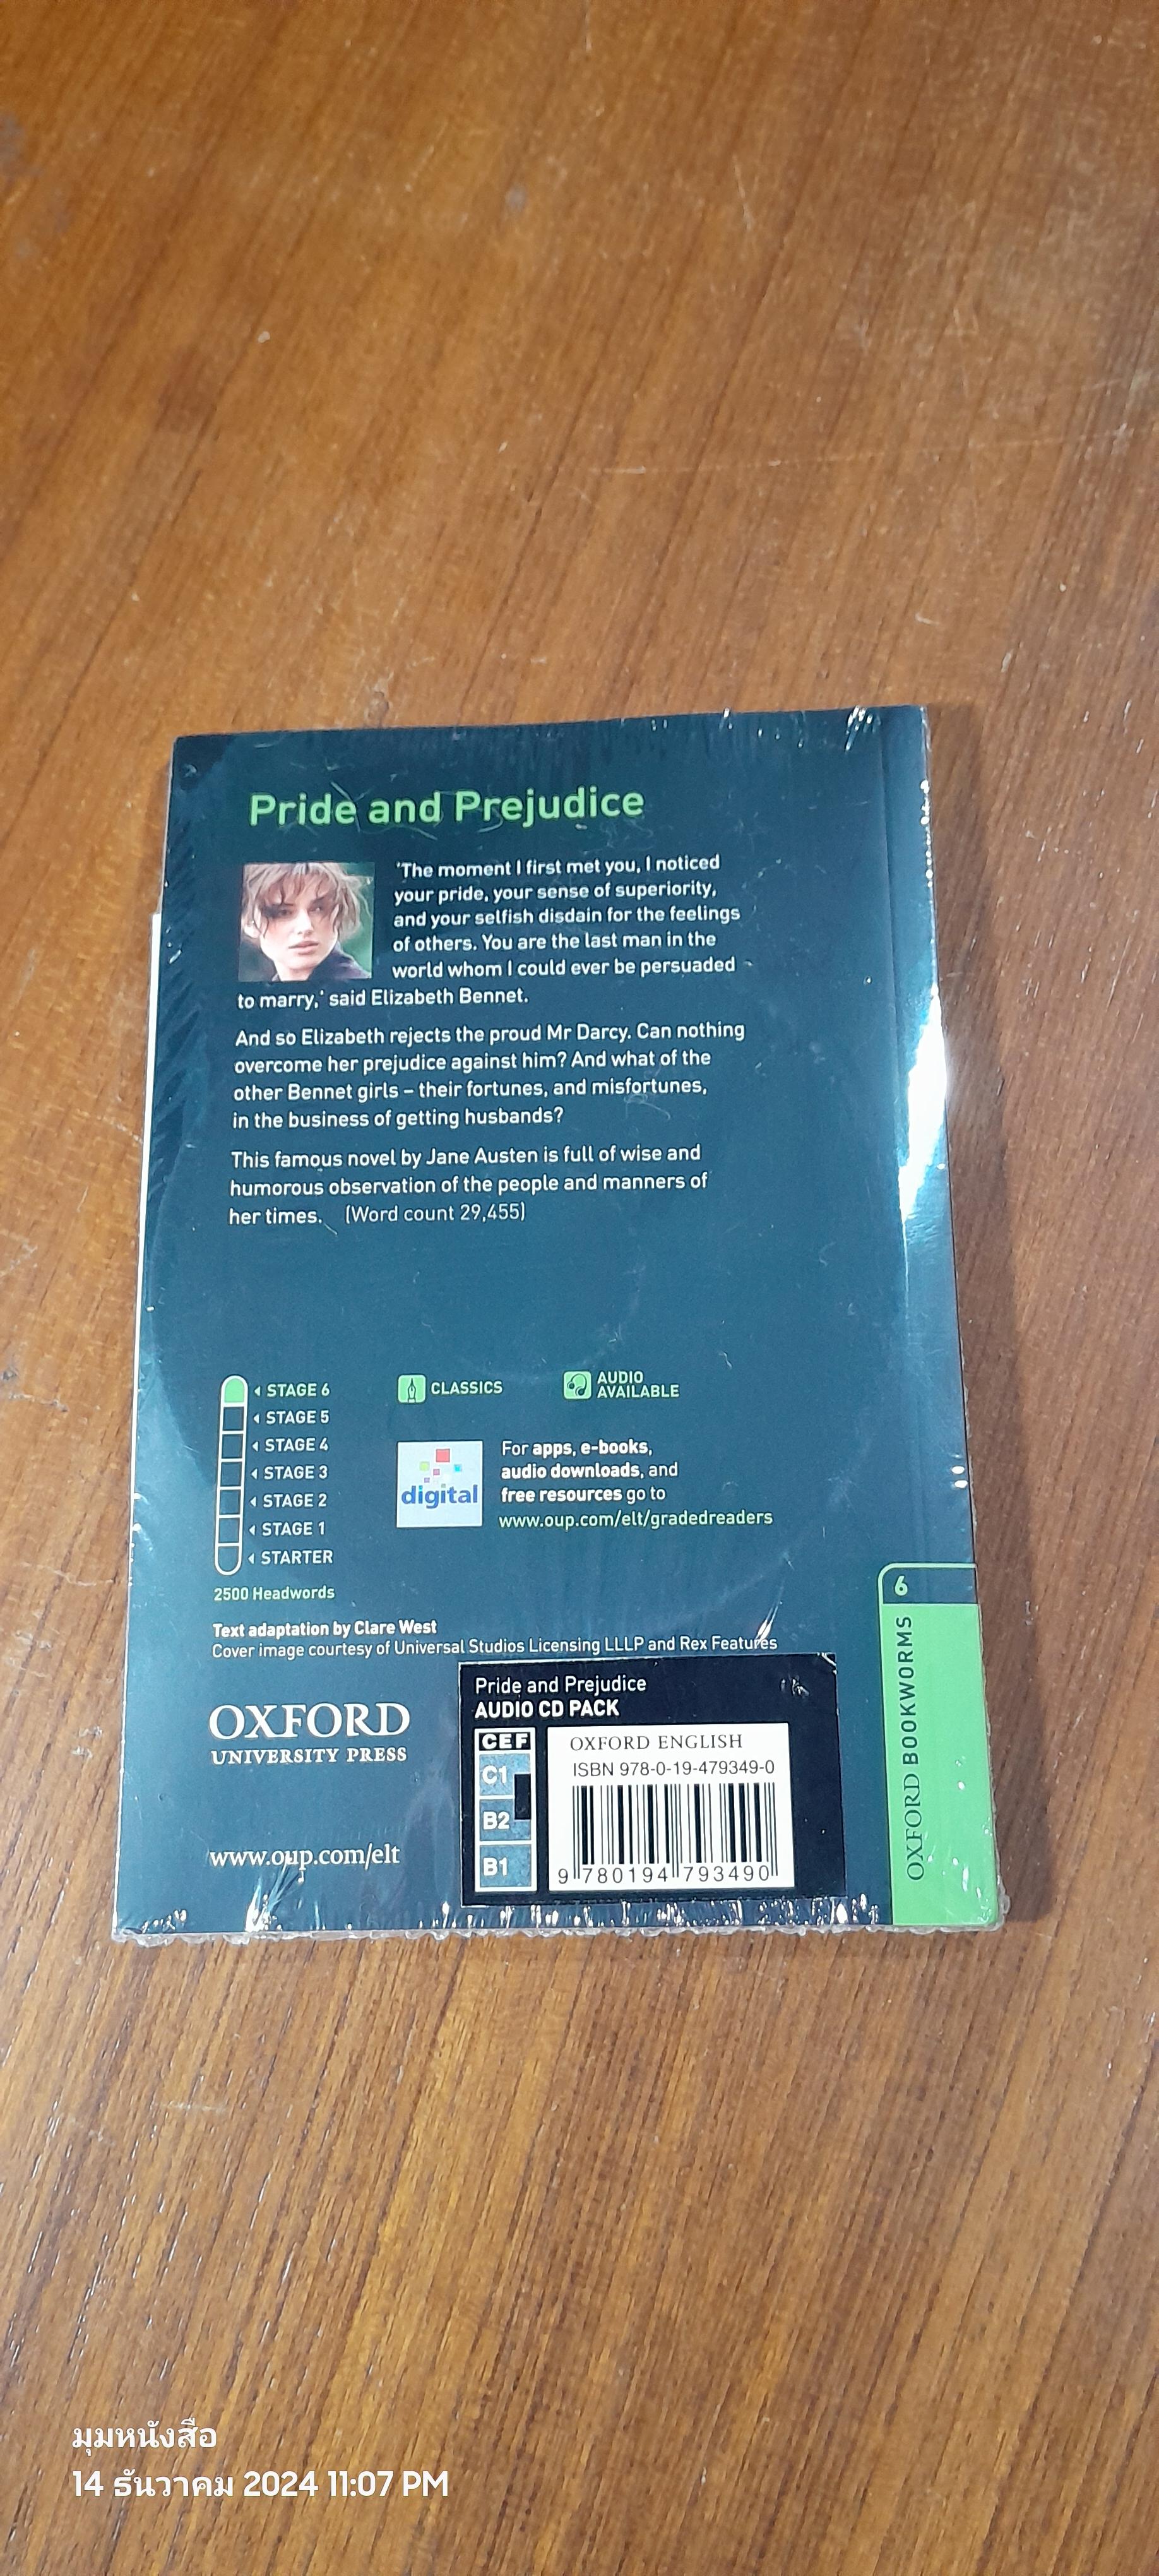 Pride and Prejudice
'The moment I first met you, I noticed
your pride, your sense of superiority,
and your selfish disdain for the feelings
of others. You are the last man in the
world whom I could ever be persuaded
to marry,' said Elizabeth Bennet.
And so Elizabeth rejects the proud Mr Darcy. Can nothing
overcome her prejudice against him? And what of the
other Bennet girls – their fortunes, and misfortunes,
in the business of getting husbands?
This famous novel by Jane Austen is full of wise and
humorous observation of the people and manners of
her times. (Word count 29,455)
STAGE 6
STAGE 5
STAGE 4
STAGE 3
STAGE 2
STAGE 1
STARTER
2500 Headwords
CLASSICS
AUDIO
AVAILABLE
digital
For apps, e-books,
audio downloads, and
free resources go to
www.oup.com/elt/gradedreaders
Text adaptation by Clare West
Cover image courtesy of Universal Studios Licensing LLLP and Rex Features
OXFORD
UNIVERSITY PRESS
www.oup.com/elt
Pride and Prejudice
AUDIO CD PACK
CEF
C1
B2
B1
OXFORD ENGLISH
ISBN 978-0-19-479349-0
9 780194 793490
6
OXFORD BOOKWORMS
มุมหนังสือ
14 ธันวาคม 2024 11:07 PM